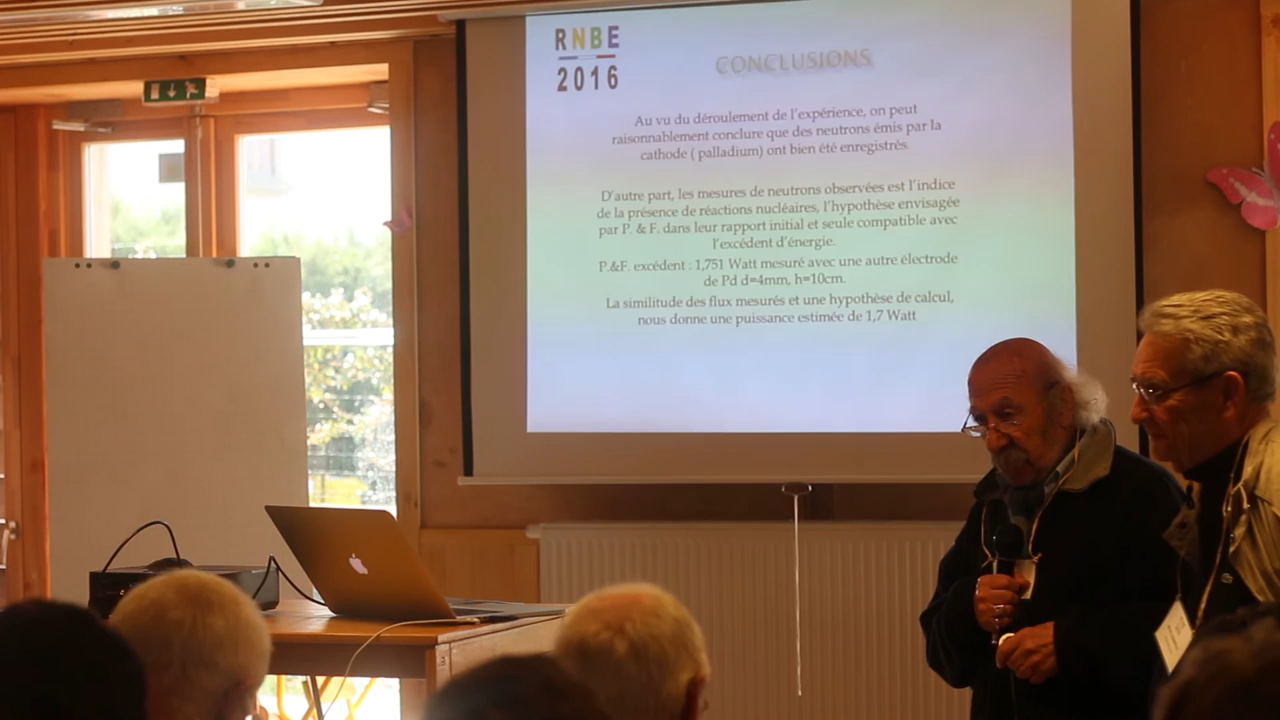 RNBE
2016
CONCLUSIONS
Au vu du déroulement de l'expérience, on peut
raisonnablement conclure que des neutrons émis par la
cathode ( palladium) ont bien été enregistrés.
D'autre part, les mesures de neutrons observées est l'indice
de la présence de réactions nucléaires, l'hypothèse envisagée
par P. & F. dans leur rapport initial et seule compatible avec
l'excédent d'énergie.
P.&F. excédent : 1,751 Watt mesuré avec une autre électrode
de Pd d=4mm, h=10cm.
La similitude des flux mesurés et une hypothèse de calcul,
nous donne une puissance estimée de 1,7 Watt